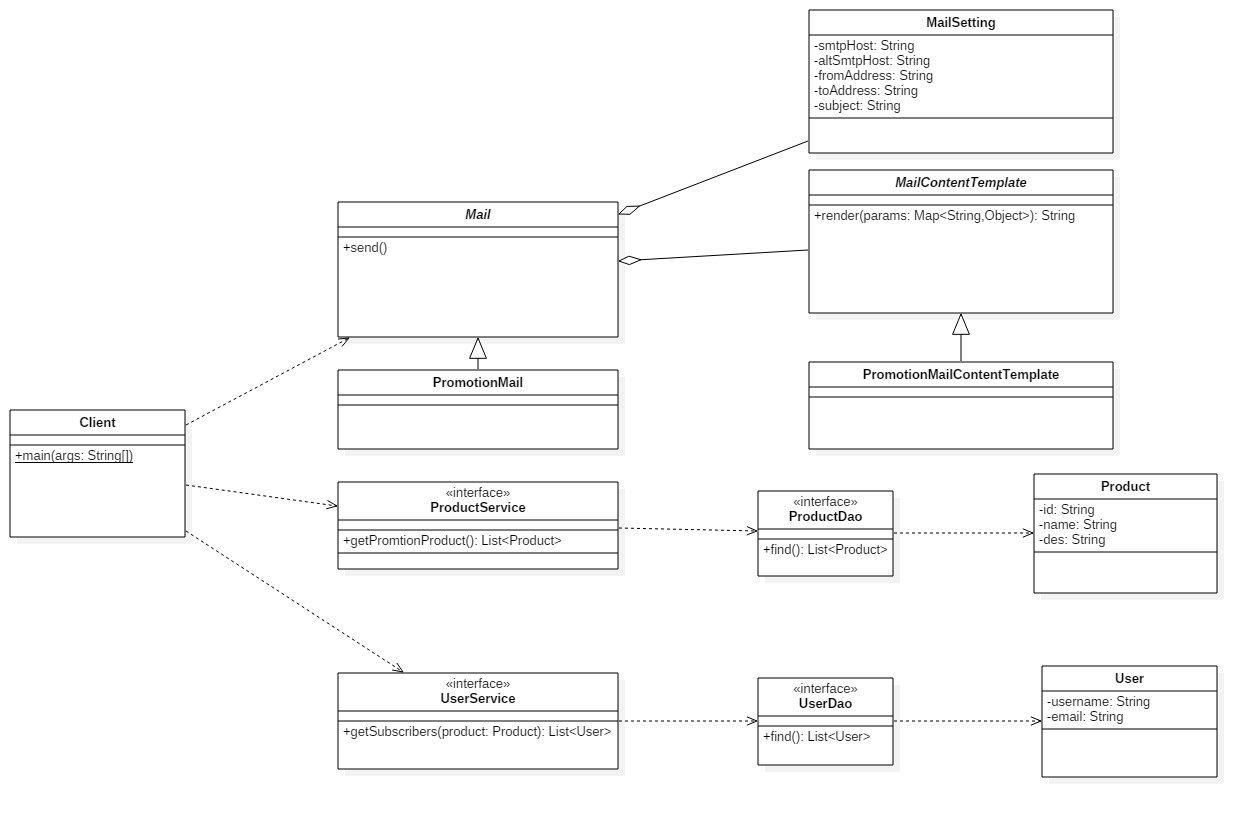 MailSetting
-smtpHost: String
-altSmtpHost: String
-fromAddress: String
-toAddress: String
-subject: String
MailContentTemplate
+render(params: Map<String,Object>): String
Mail
+send()
PromotionMail
PromotionMailContentTemplate
Client
+main(args: String[])
«interface»
ProductService
+getPromtionProduct(): List<Product>
«interface»
ProductDao
+find(): List<Product>
Product
-id: String
-name: String
-des: String
«interface»
UserService
+getSubscribers(product: Product): List<User>
«interface»
UserDao
+find(): List<User>
User
-username: String
-email: String